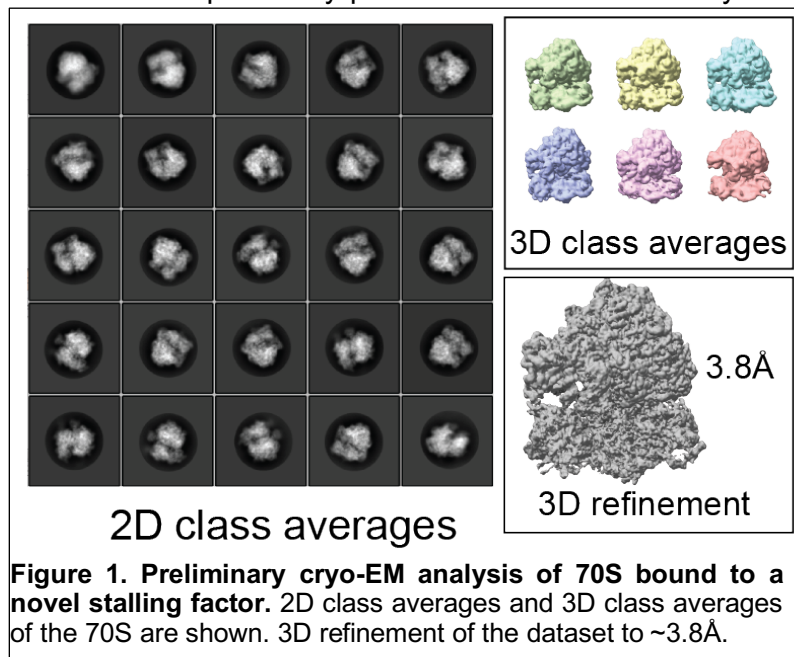 3D class averages
3.8Å
3D refinement
2D class averages
Figure 1. Preliminary cryo-EM analysis of 70S bound to a
novel stalling factor. 2D class averages and 3D class averages
of the 70S are shown. 3D refinement of the dataset to ~3.8Å.